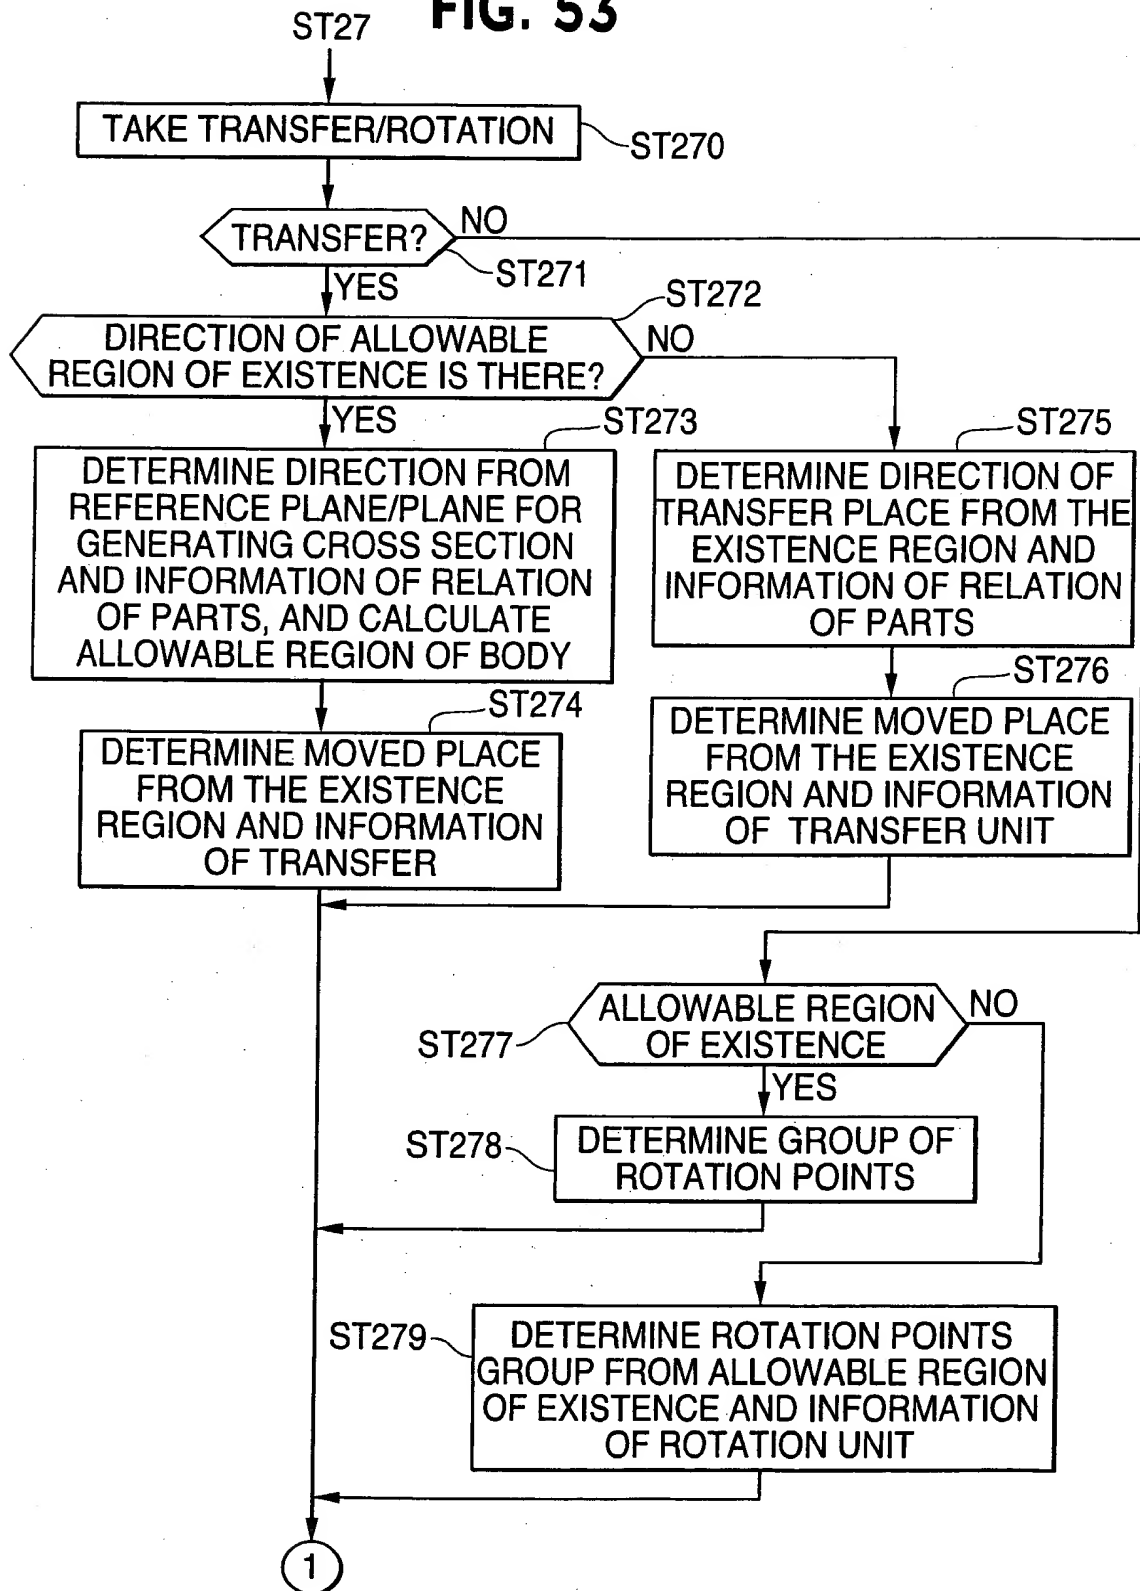 FIG. 53
ST27
TAKE TRANSFER/ROTATION
ST270
TRANSFER?
NO
ST271
YES
ST272
DIRECTION OF ALLOWABLE
REGION OF EXISTENCE IS THERE?
NO
YES
ST273
DETERMINE DIRECTION FROM
REFERENCE PLANE/PLANE FOR
GENERATING CROSS SECTION
AND INFORMATION OF RELATION
OF PARTS, AND CALCULATE
ALLOWABLE REGION OF BODY
ST275
DETERMINE DIRECTION OF
TRANSFER PLACE FROM THE
EXISTENCE REGION AND
INFORMATION OF RELATION
OF PARTS
ST274
DETERMINE MOVED PLACE
FROM THE EXISTENCE
REGION AND INFORMATION
OF TRANSFER
ST276
DETERMINE MOVED PLACE
FROM THE EXISTENCE
REGION AND INFORMATION
OF TRANSFER UNIT
ALLOWABLE REGION
OF EXISTENCE
NO
ST277
YES
ST278
DETERMINE GROUP OF
ROTATION POINTS
ST279
DETERMINE ROTATION POINTS
GROUP FROM ALLOWABLE REGION
OF EXISTENCE AND INFORMATION
OF ROTATION UNIT
1